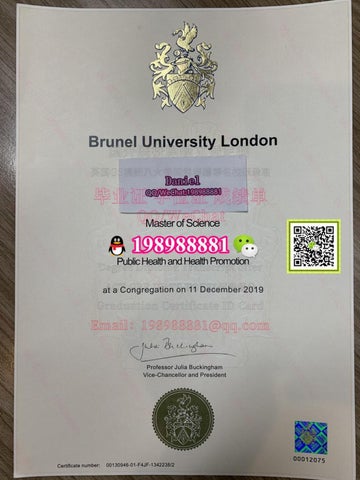 Brunel University London
Daniel
QQ/WeChat:198988881
毕业证 学位证 成绩单
QQ/WeChat
Master of Science
198988881
Public Health and Health Promotion
at a Congregation on 11 December 2019
Graduation Certificate ID Card
Email: 198988881@qq.com
Professor Julia Buckingham
Vice-Chancellor and President
00012075
Certificate number: 00130946-01-F4JF-1342238/2